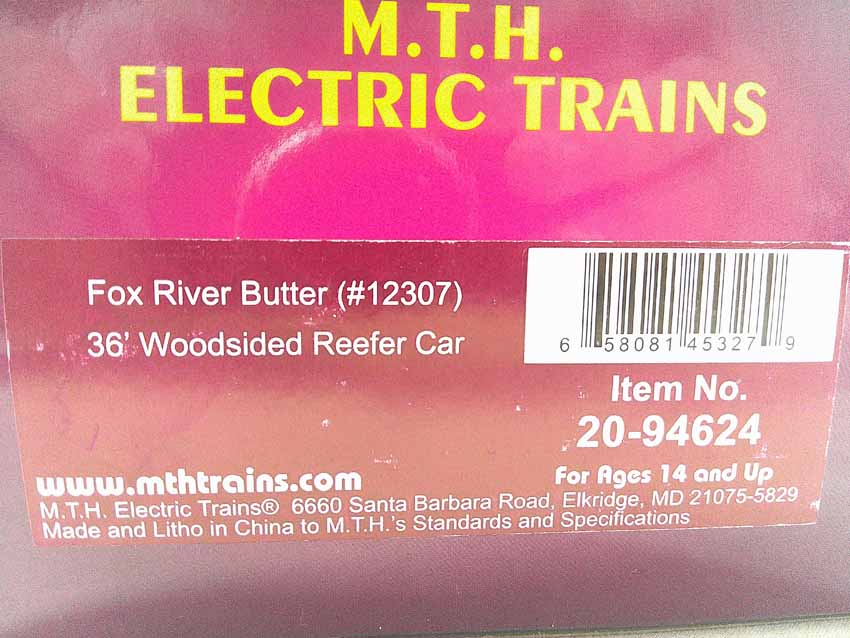 M.T.H.
ELECTRIC TRAINS
Fox River Butter (#12307)
36' Woodsided Reefer Car
6 58081 45327 9
Item No.
20-94624
www.mthtrains.com
For Ages 14 and Up
M.T.H. Electric Trains® 6660 Santa Barbara Road, Elkridge, MD 21075-5829
Made and Litho in China to M.T.H.'s Standards and Specifications